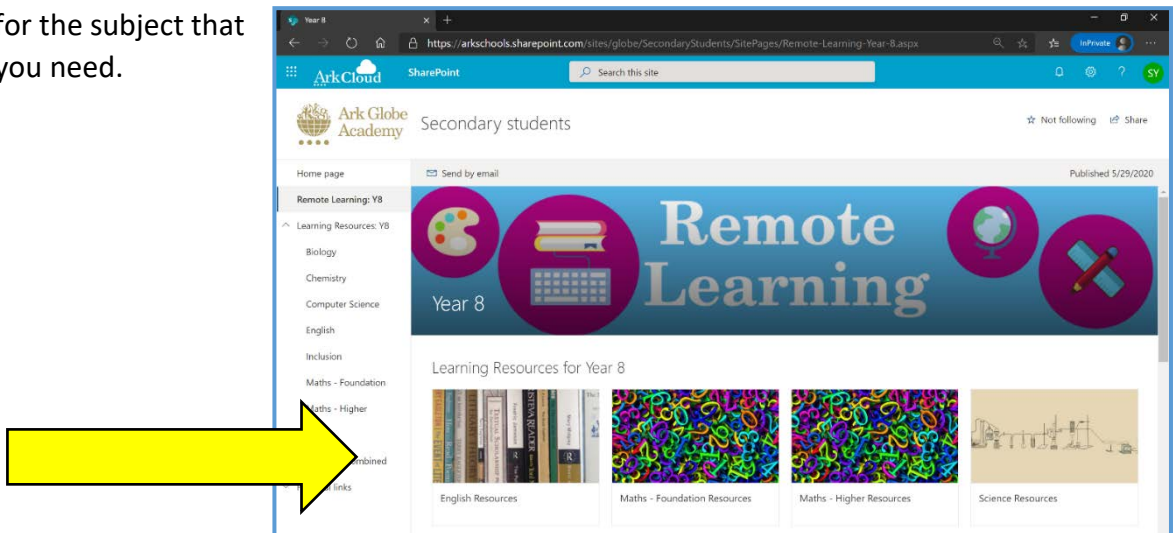 for the subject that
you need.
Year 8
https://arkschools.sharepoint.com/sites/globe/SecondaryStudents/SitePages/Remote-Learning-Year-8.aspx
InPrivate
ArkCloud
SharePoint
Search this site
SY
Ark Globe
Academy
Secondary students
Not following
Share
Home page
Send by email
Published 5/29/2020
Remote Learning: Y8
Learning Resources: Y8
Biology
Chemistry
Computer Science
English
Inclusion
Maths - Foundation
Maths - Higher
links
Remote
Learning
Year 8
Learning Resources for Year 8
English Resources
Maths - Foundation Resources
Maths - Higher Resources
Science Resources